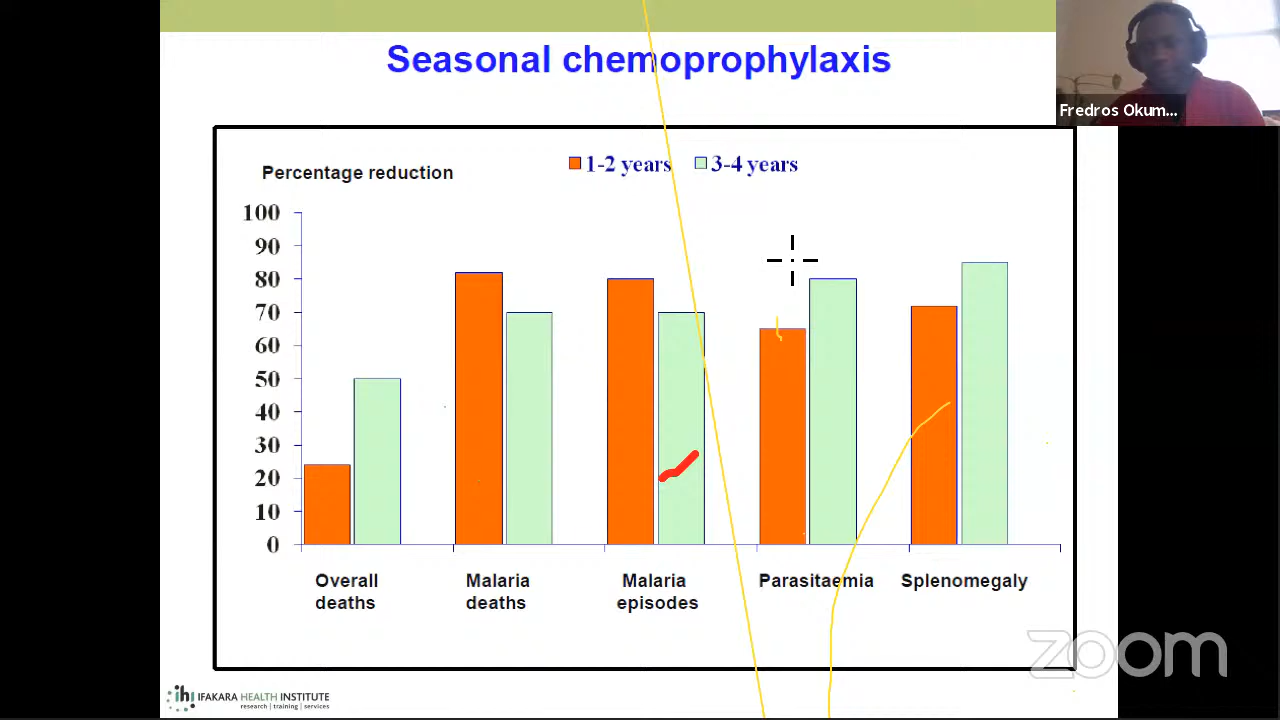 Seasonal chemoprophylaxis
Fredros Okum...
Percentage reduction
1-2 years 3-4 years
100
90
80
70
60
50
40
30
20
10
0
Overall deaths
Malaria deaths
Malaria episodes
Parasitaemia
Splenomegaly
zoom
ihi IFAKARA HEALTH INSTITUTE
research | training | services